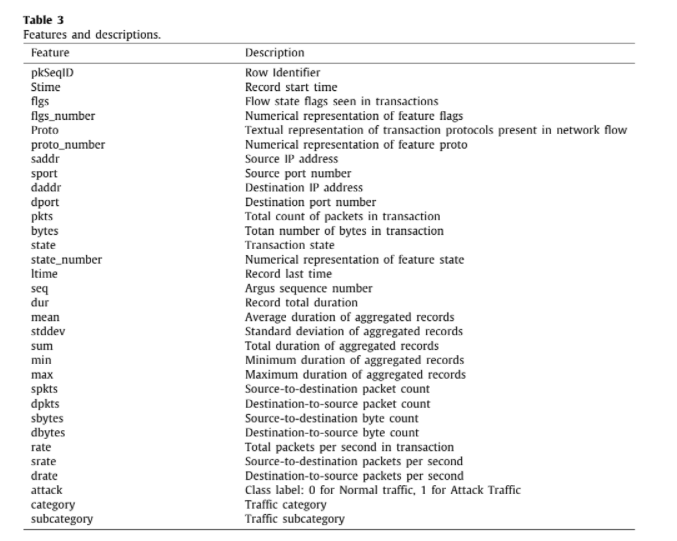 Table 3
Features and descriptions.
Feature Description
pkSeqID Row Identifier
Stime Record start time
flgs Flow state flags seen in transactions
flgs_number Numerical representation of feature flags
Proto Textual representation of transaction protocols present in network flow
proto_number Numerical representation of feature proto
saddr Source IP address
sport Source port number
daddr Destination IP address
dport Destination port number
pkts Total count of packets in transaction
bytes Totan number of bytes in transaction
state Transaction state
state_number Numerical representation of feature state
ltime Record last time
seq Argus sequence number
dur Record total duration
mean Average duration of aggregated records
stddev Standard deviation of aggregated records
sum Total duration of aggregated records
min Minimum duration of aggregated records
max Maximum duration of aggregated records
spkts Source-to-destination packet count
dpkts Destination-to-source packet count
sbytes Source-to-destination byte count
dbytes Destination-to-source byte count
rate Total packets per second in transaction
srate Source-to-destination packets per second
drate Destination-to-source packets per second
attack Class label: 0 for Normal traffic, 1 for Attack Traffic
category Traffic category
subcategory Traffic subcategory